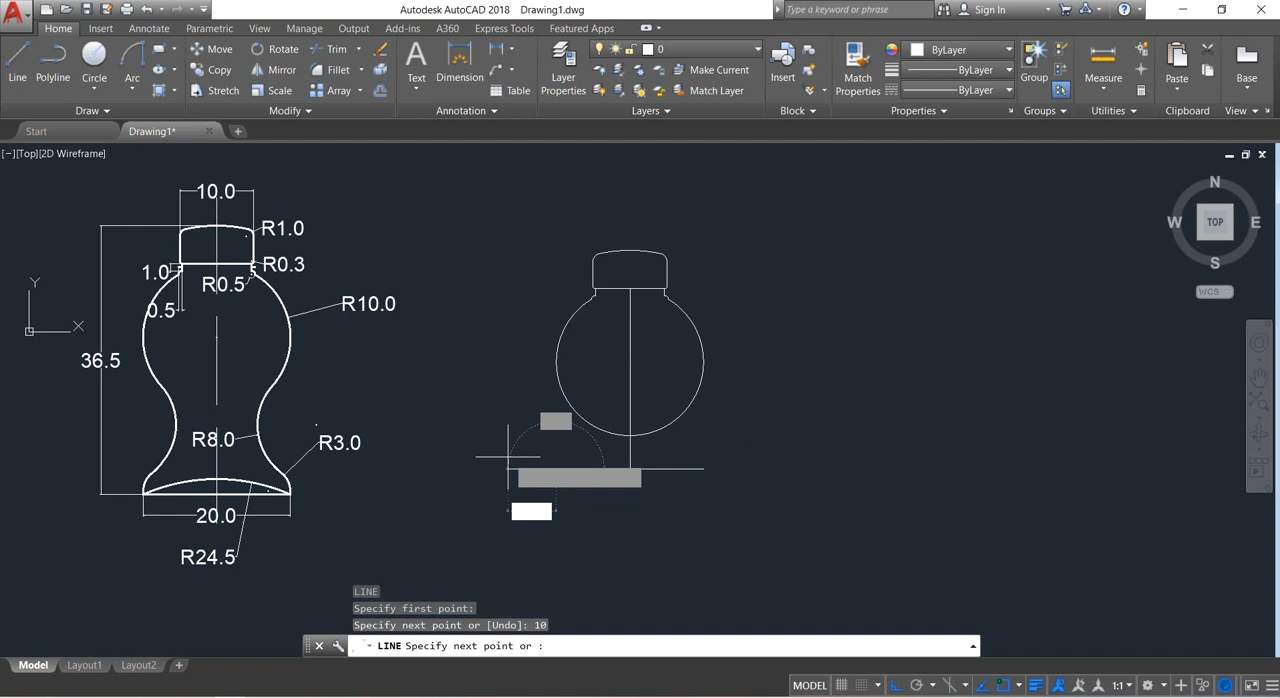 Autodesk AutoCAD 2018 Drawing1.dwg
Type a keyword or phrase
Sign In
Home Insert Annotate Parametric View Manage Output Add-ins A360 Express Tools Featured Apps
Line Polyline Circle Arc
Move Rotate Trim
Copy Mirror Fillet
Stretch Scale Array
Text Dimension Table
Layer Properties
0
Make Current
Match Layer
Insert
Match Properties
ByLayer
ByLayer
ByLayer
Group
Measure
Paste
Base
Draw Modify Annotation Layers Block Properties Groups Utilities Clipboard View
Start Drawing1*
[−][Top][2D Wireframe]
N
W TOP E
S
WCS
10.0
R1.0
1.0
R0.3
R0.5
0.5
R10.0
36.5
R8.0
R3.0
20.0
R24.5
Y
X
LINE
Specify first point:
Specify next point or [Undo]: 10
LINE Specify next point or :
Model Layout1 Layout2
MODEL
1:1